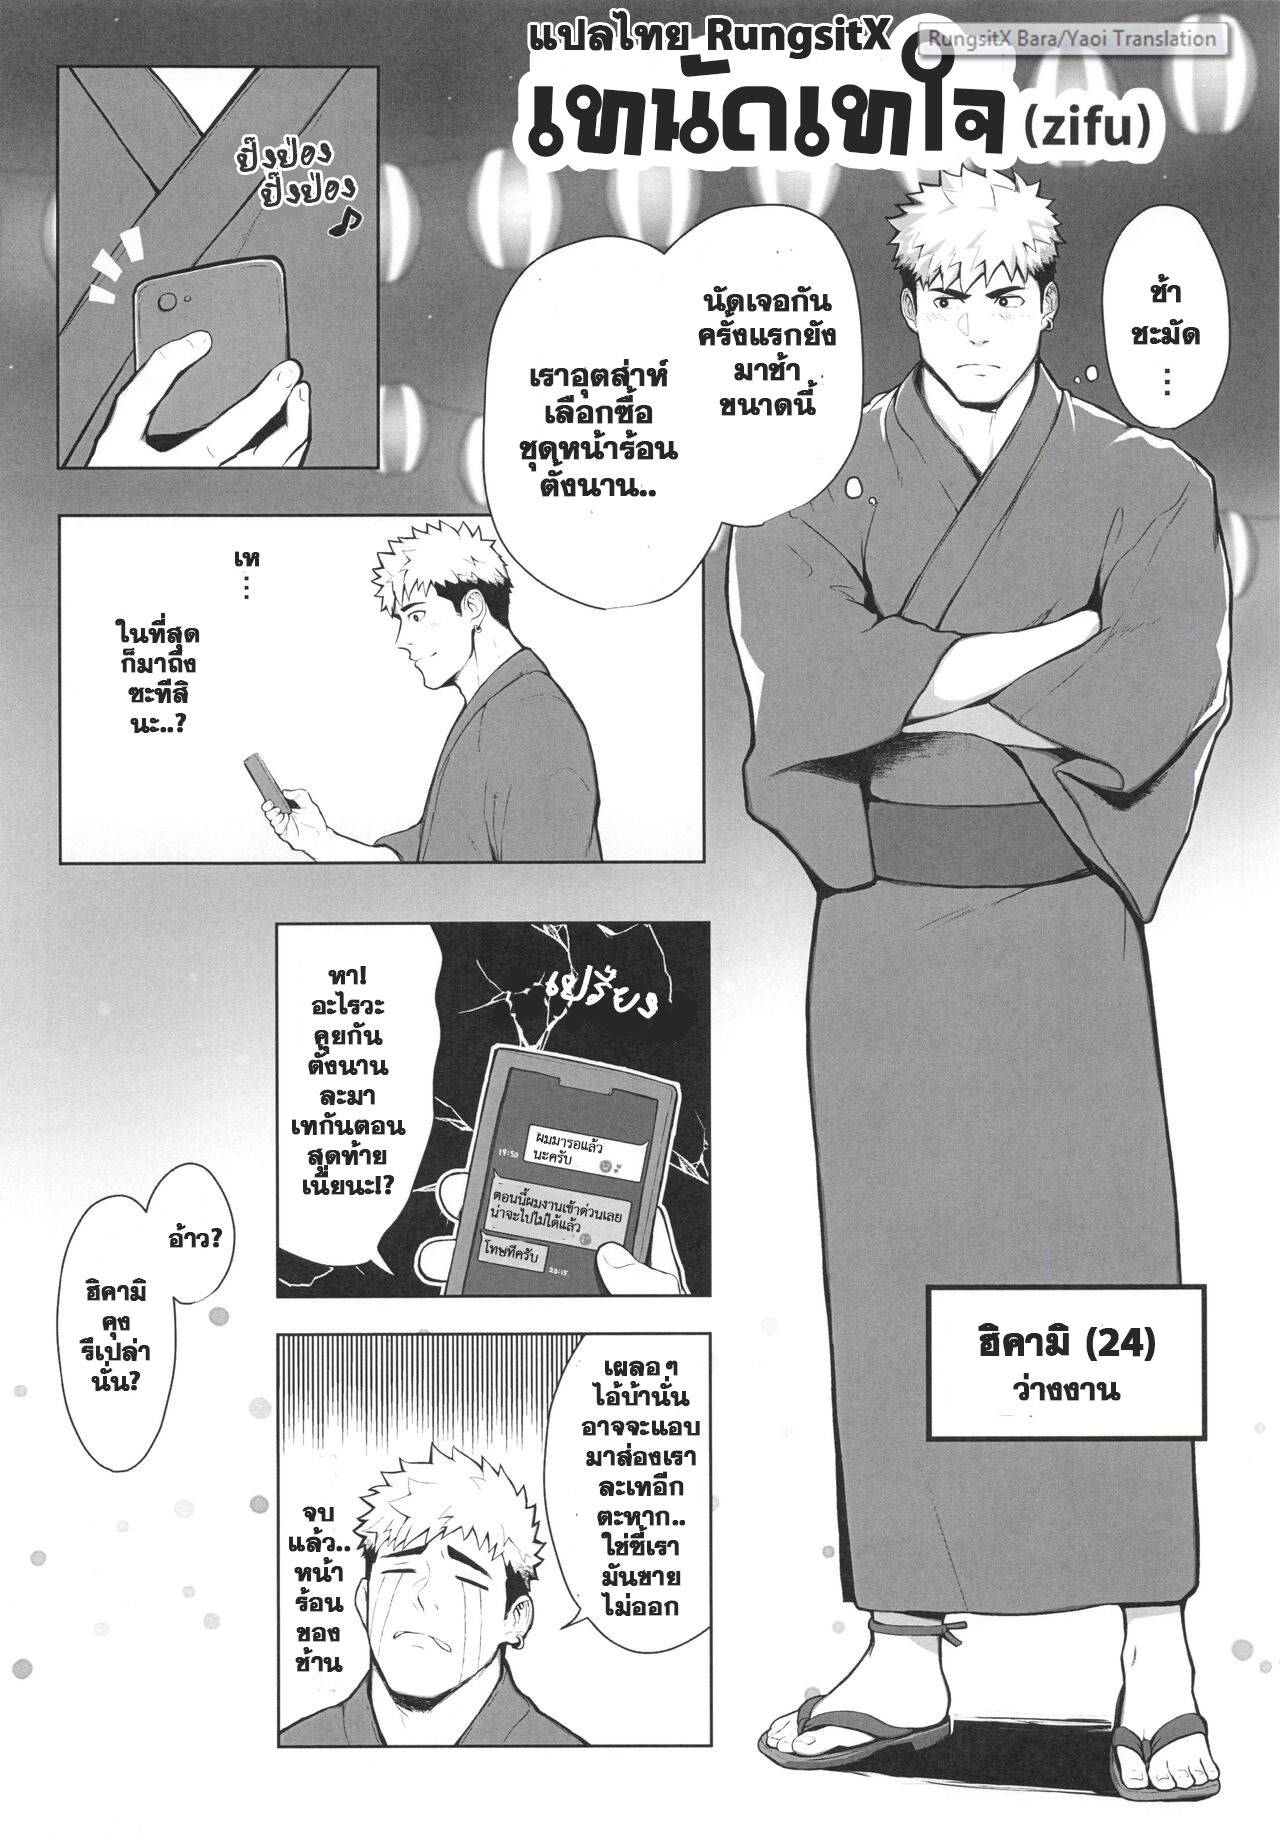 แปลไทย RungsitX
RungsitX Bara/Yaoi Translation
เทนัดเทใจ (zifu)
ช้า
ชะมัด
...
นัดเจอกัน
ครั้งแรกยัง
มาช้า
ขนาดนี้
เราอุตส่าห์
เลือกซื้อ
ชุดหน้าร้อน
ตั้งนาน..
ปิ๊งป่อง
ปิ๊งป่อง
เห
...
ในที่สุด
ก็มาถึง
ซะทีสิ
นะ..?
เปรี้ยง
หา!
อะไรวะ
คุยกัน
ตั้งนาน
ละมา
เทกันตอน
สุดท้าย
เนี่ยนะ!?
ผมมารอแล้ว
นะครับ
19:50
ตอนนี้ผมงานเข้าด่วนเลย
น่าจะไปไม่ได้แล้ว
โทษทีครับ
20:15
ฮิคามิ (24)
ว่างงาน
เผลอๆ
ไอ้บ้านั่น
อาจจะแอบ
มาส่องเรา
ละเทอีก
ตะหาก..
ใช่ซี้เรา
มันขาย
ไม่ออก
จบ
แล้ว..
หน้า
ร้อน
ของ
ช้าน
อ้าว?
ฮิคามิ
คุง
รึเปล่า
นั่น?